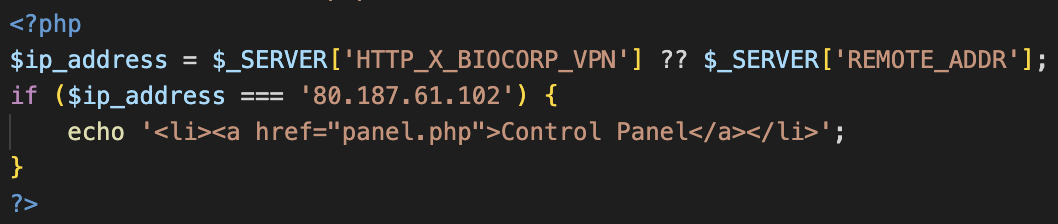 <?php
$ip_address = $_SERVER['HTTP_X_BIOCORP_VPN'] ?? $_SERVER['REMOTE_ADDR'];
if ($ip_address === '80.187.61.102') {
    echo '<li><a href="panel.php">Control Panel</a></li>';
}
?>